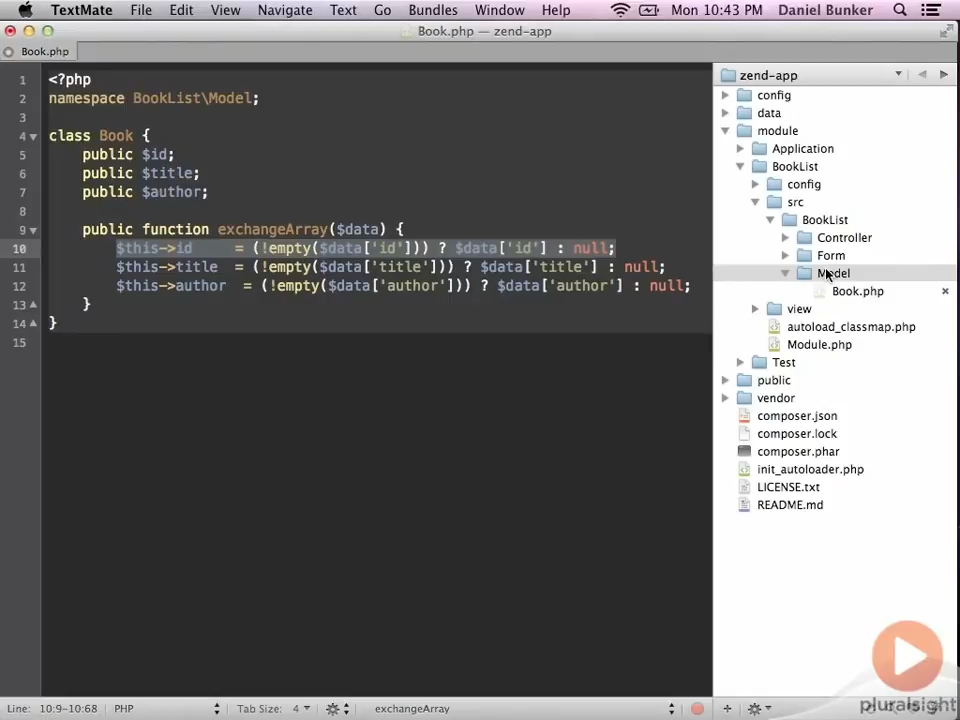 TextMate File Edit View Navigate Text Go Bundles Window Help Mon 10:43 PM Daniel Bunker
Book.php — zend-app
Book.php
zend-app
1 <?php
2 namespace BookList\Model;
3
4 class Book {
5 public $id;
6 public $title;
7 public $author;
8
9 public function exchangeArray($data) {
10 $this->id = (!empty($data['id'])) ? $data['id'] : null;
11 $this->title = (!empty($data['title'])) ? $data['title'] : null;
12 $this->author = (!empty($data['author'])) ? $data['author'] : null;
13 }
14 }
15
config
data
module
Application
BookList
config
src
BookList
Controller
Form
Model
Book.php
view
autoload_classmap.php
Module.php
Test
public
vendor
composer.json
composer.lock
composer.phar
init_autoloader.php
LICENSE.txt
README.md
Line: 10:9-10:68 PHP Tab Size: 4 exchangeArray
pluralsight